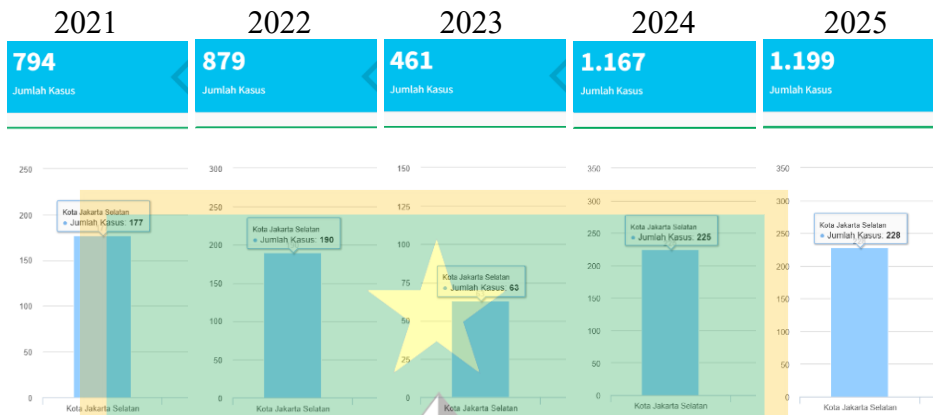 2021 2022 2023 2024 2025
794 879 461 1.167 1.199
Jumlah Kasus Jumlah Kasus Jumlah Kasus Jumlah Kasus Jumlah Kasus
250
200
150
100
50
0
Kota Jakarta Selatan
Jumlah Kasus: 177
Kota Jakarta Selatan
300
250
200
150
100
50
0
Kota Jakarta Selatan
Jumlah Kasus: 190
Kota Jakarta Selatan
150
125
100
75
50
25
0
Kota Jakarta Selatan
Jumlah Kasus: 63
Kota Jakarta Selatan
350
300
250
200
150
100
50
0
Kota Jakarta Selatan
Jumlah Kasus: 225
Kota Jakarta Selatan
350
300
250
200
150
100
50
0
Kota Jakarta Selatan
Jumlah Kasus: 228
Kota Jakarta Selatan